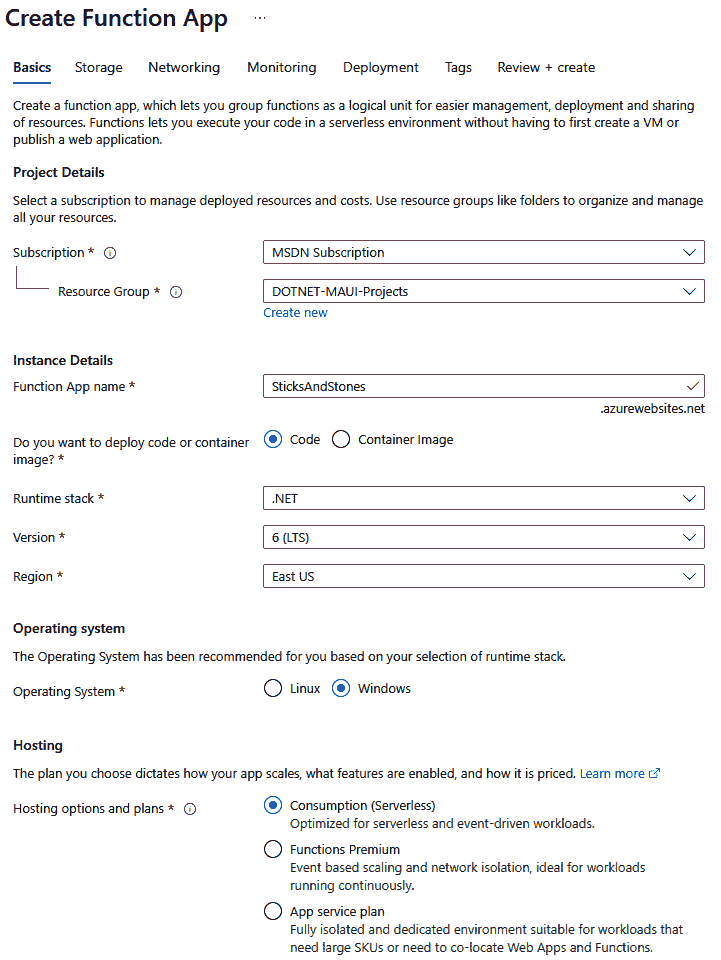 Create Function App ...
Basics Storage Networking Monitoring Deployment Tags Review + create
Create a function app, which lets you group functions as a logical unit for easier management, deployment and sharing
of resources. Functions lets you execute your code in a serverless environment without having to first create a VM or
publish a web application.
Project Details
Select a subscription to manage deployed resources and costs. Use resource groups like folders to organize and manage
all your resources.
Subscription * MSDN Subscription
Resource Group * DOTNET-MAUI-Projects
Create new
Instance Details
Function App name * SticksAndStones
.azurewebsites.net
Do you want to deploy code or container
image? *
Code Container Image
Runtime stack * .NET
Version * 6 (LTS)
Region * East US
Operating system
The Operating System has been recommended for you based on your selection of runtime stack.
Operating System * Linux Windows
Hosting
The plan you choose dictates how your app scales, what features are enabled, and how it is priced. Learn more
Hosting options and plans * Consumption (Serverless)
Optimized for serverless and event-driven workloads.
Functions Premium
Event based scaling and network isolation, ideal for workloads
running continuously.
App service plan
Fully isolated and dedicated environment suitable for workloads that
need large SKUs or need to co-locate Web Apps and Functions.